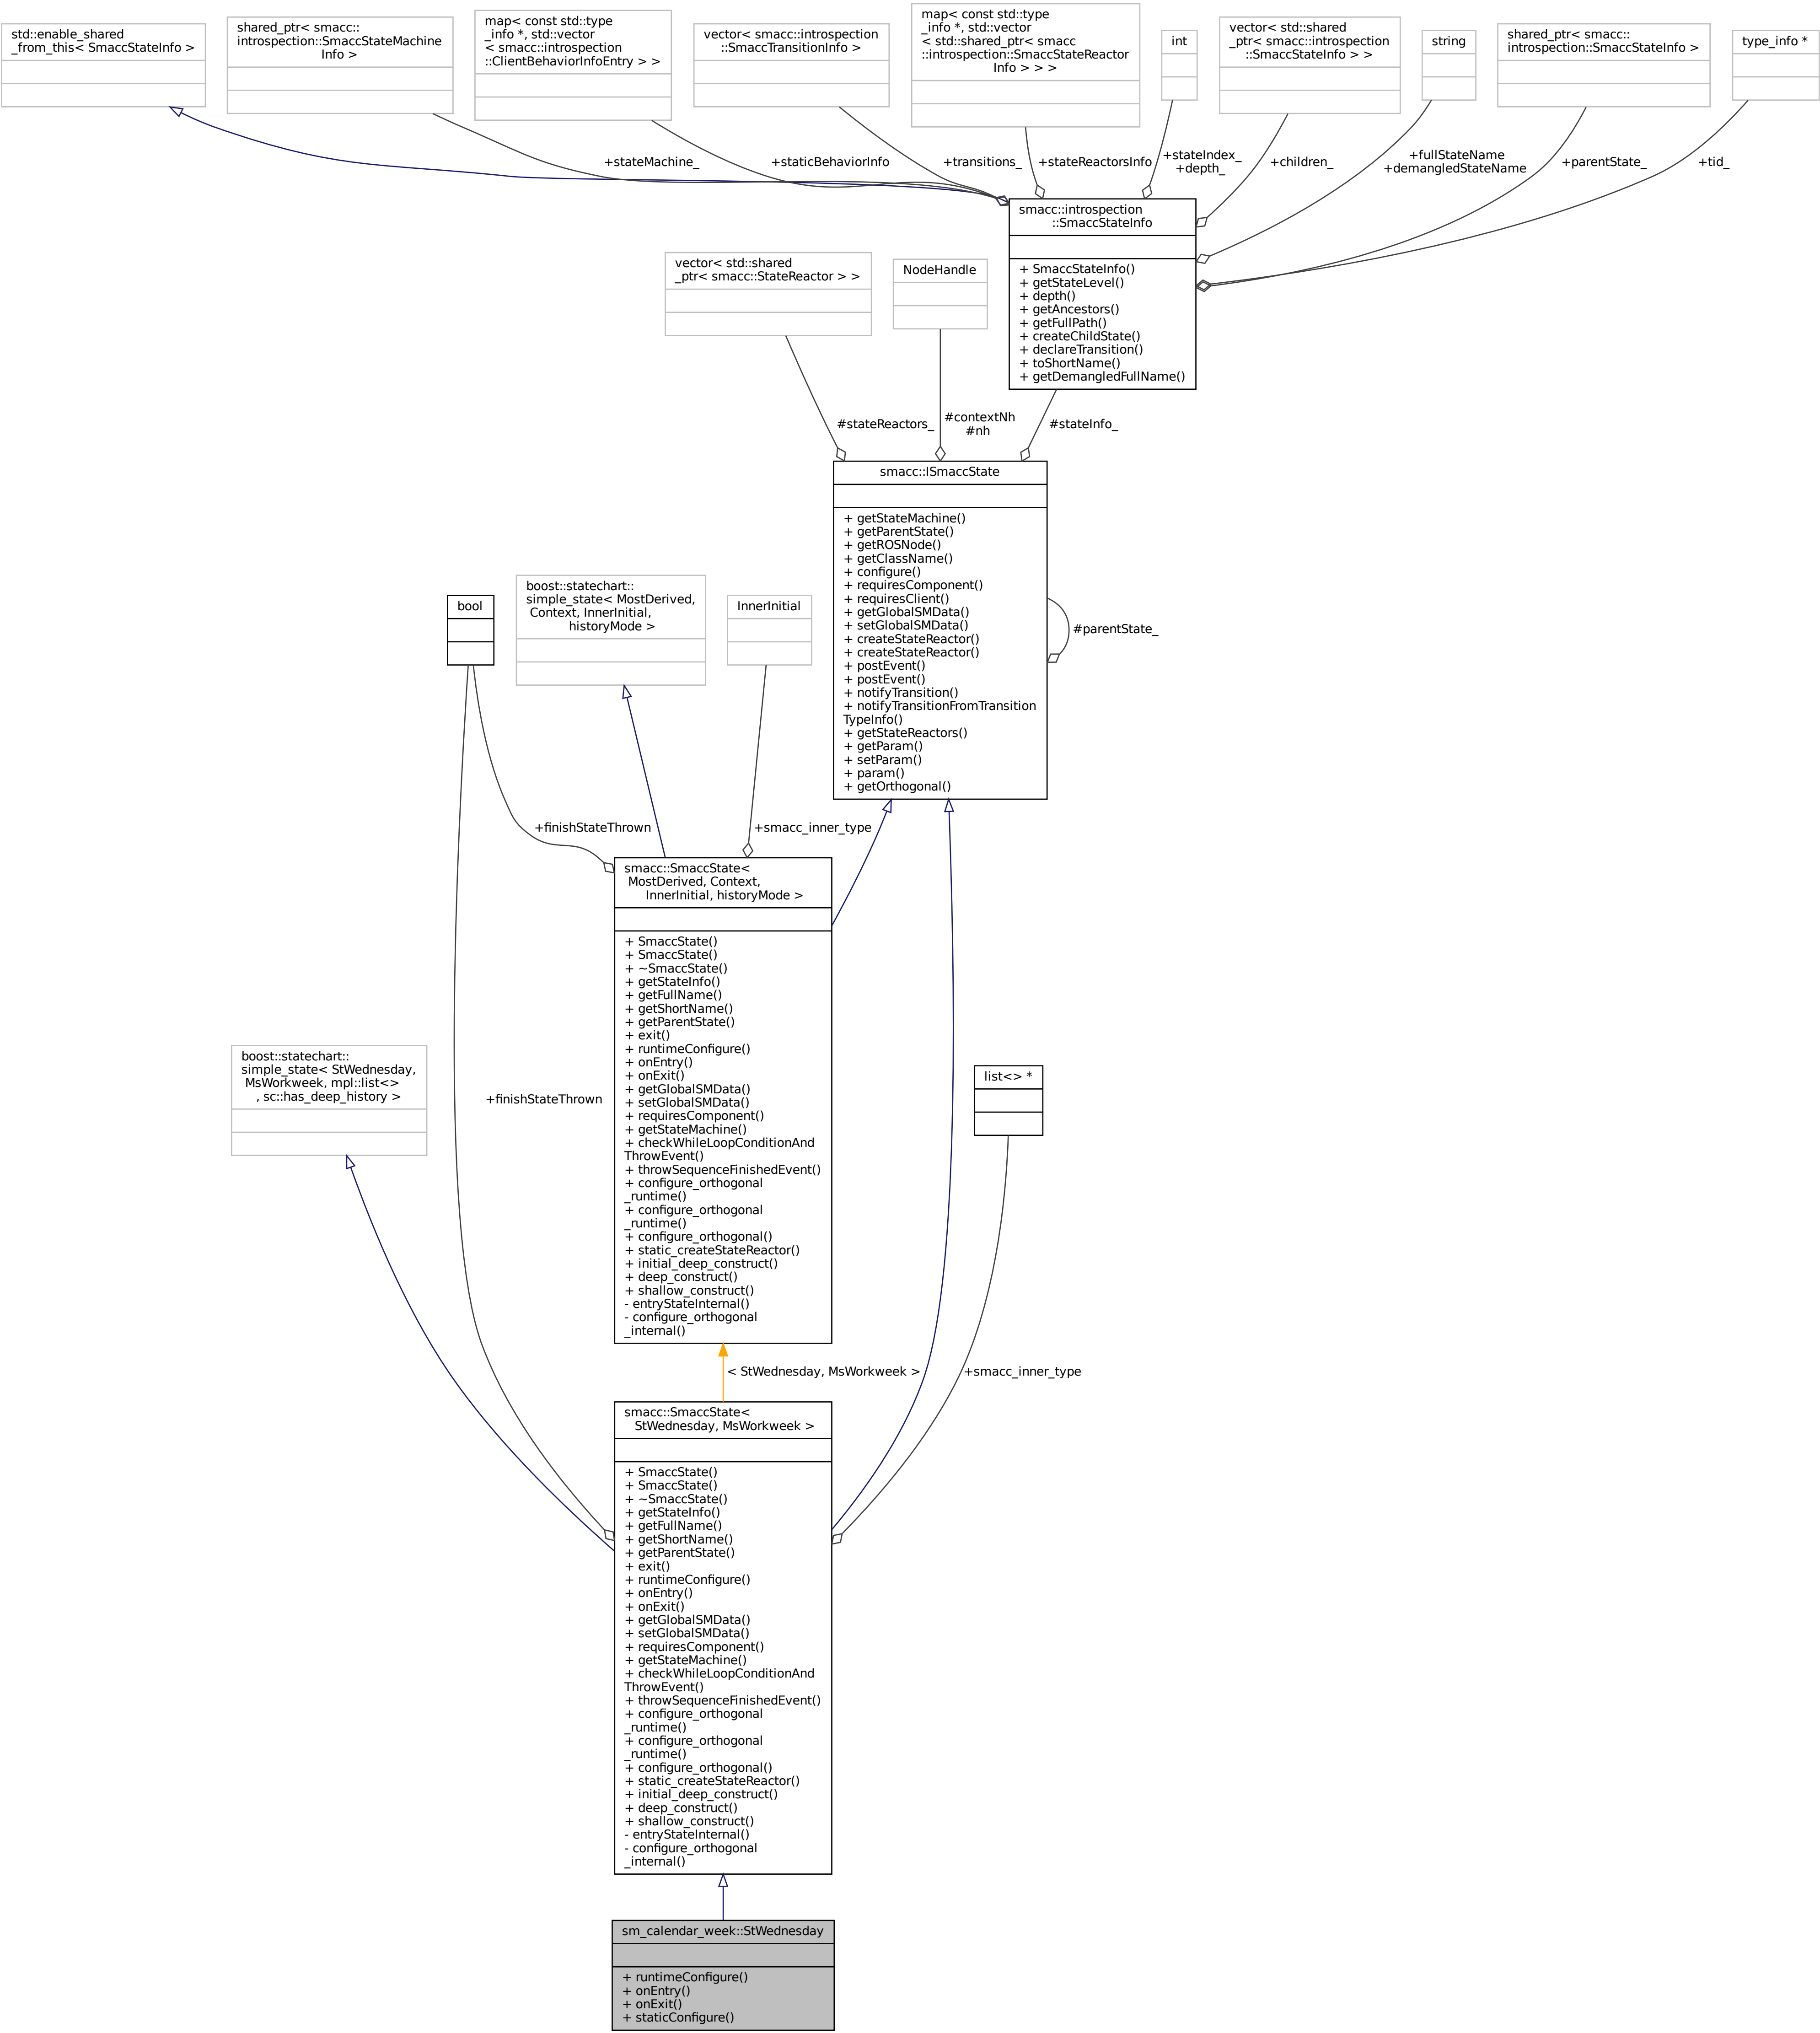 std::enable_shared
_from_this< SmaccStateInfo >
shared_ptr< smacc::
introspection::SmaccStateMachine
Info >
map< const std::type
_info *, std::vector
< smacc::introspection
::ClientBehaviorInfoEntry > >
vector< smacc::introspection
::SmaccTransitionInfo >
map< const std::type
_info *, std::vector
< std::shared_ptr< smacc
::introspection::SmaccStateReactor
Info > > >
int
vector< std::shared
_ptr< smacc::introspection
::SmaccStateInfo > >
string
shared_ptr< smacc::
introspection::SmaccStateInfo >
type_info *
+stateMachine_
+staticBehaviorInfo
+transitions_
+stateReactorsInfo
+stateIndex_
+depth_
+children_
+fullStateName
+demangledStateName
+parentState_
+tid_
smacc::introspection
::SmaccStateInfo
+ SmaccStateInfo()
+ getStateLevel()
+ depth()
+ getAncestors()
+ getFullPath()
+ createChildState()
+ declareTransition()
+ toShortName()
+ getDemangledFullName()
vector< std::shared
_ptr< smacc::StateReactor > >
NodeHandle
#stateReactors_
#contextNh
#nh
#stateInfo_
smacc::ISmaccState
+ getStateMachine()
+ getParentState()
+ getROSNode()
+ getClassName()
+ configure()
+ requiresComponent()
+ requiresClient()
+ getGlobalSMData()
+ setGlobalSMData()
+ createStateReactor()
+ createStateReactor()
+ postEvent()
+ postEvent()
+ notifyTransition()
+ notifyTransitionFromTransition
TypeInfo()
+ getStateReactors()
+ getParam()
+ setParam()
+ param()
+ getOrthogonal()
#parentState_
bool
boost::statechart::
simple_state< MostDerived,
Context, InnerInitial,
historyMode >
InnerInitial
+finishStateThrown
+smacc_inner_type
smacc::SmaccState<
MostDerived, Context,
InnerInitial, historyMode >
+ SmaccState()
+ SmaccState()
+ ~SmaccState()
+ getStateInfo()
+ getFullName()
+ getShortName()
+ getParentState()
+ exit()
+ runtimeConfigure()
+ onEntry()
+ onExit()
+ getGlobalSMData()
+ setGlobalSMData()
+ requiresComponent()
+ getStateMachine()
+ checkWhileLoopConditionAnd
ThrowEvent()
+ throwSequenceFinishedEvent()
+ configure_orthogonal
_runtime()
+ configure_orthogonal
_runtime()
+ configure_orthogonal()
+ static_createStateReactor()
+ initial_deep_construct()
+ deep_construct()
+ shallow_construct()
- entryStateInternal()
- configure_orthogonal
_internal()
boost::statechart::
simple_state< StWednesday,
MsWorkweek, mpl::list<>
, sc::has_deep_history >
+finishStateThrown
list<> *
< StWednesday, MsWorkweek >
+smacc_inner_type
smacc::SmaccState<
StWednesday, MsWorkweek >
+ SmaccState()
+ SmaccState()
+ ~SmaccState()
+ getStateInfo()
+ getFullName()
+ getShortName()
+ getParentState()
+ exit()
+ runtimeConfigure()
+ onEntry()
+ onExit()
+ getGlobalSMData()
+ setGlobalSMData()
+ requiresComponent()
+ getStateMachine()
+ checkWhileLoopConditionAnd
ThrowEvent()
+ throwSequenceFinishedEvent()
+ configure_orthogonal
_runtime()
+ configure_orthogonal
_runtime()
+ configure_orthogonal()
+ static_createStateReactor()
+ initial_deep_construct()
+ deep_construct()
+ shallow_construct()
- entryStateInternal()
- configure_orthogonal
_internal()
sm_calendar_week::StWednesday
+ runtimeConfigure()
+ onEntry()
+ onExit()
+ staticConfigure()